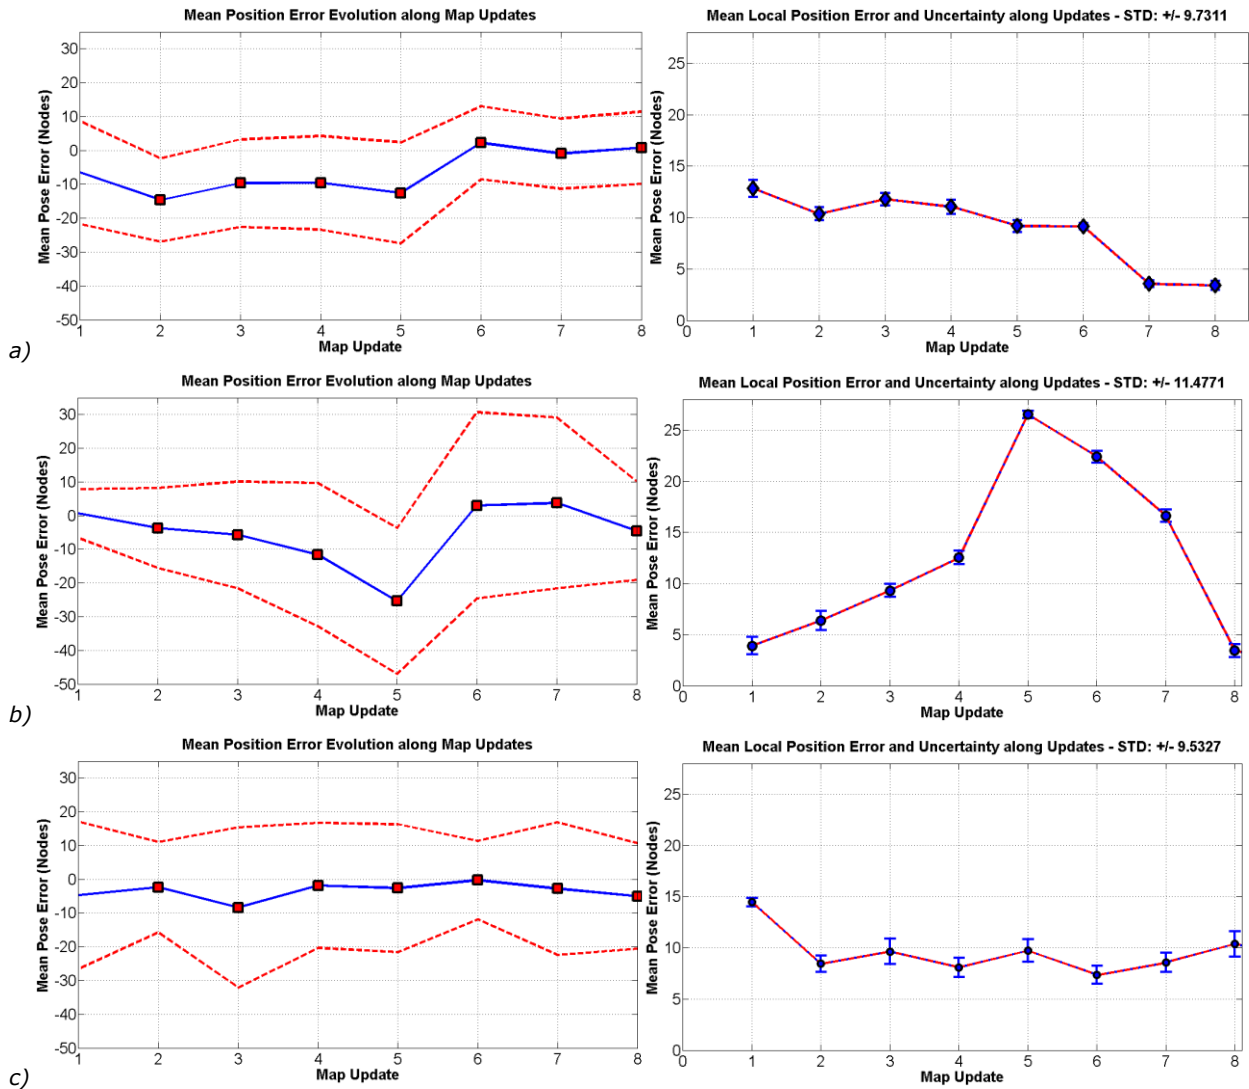 Mean Position Error Evolution along Map Updates
Mean Pose Error (Nodes)
30
20
10
0
-10
-20
-30
-40
-50
1 2 3 4 5 6 7 8
Map Update
Mean Local Position Error and Uncertainty along Updates - STD: +/- 9.7311
Mean Pose Error (Nodes)
25
20
15
10
5
0
0 1 2 3 4 5 6 7 8
Map Update
a)
Mean Position Error Evolution along Map Updates
Mean Pose Error (Nodes)
30
20
10
0
-10
-20
-30
-40
-50
1 2 3 4 5 6 7 8
Map Update
Mean Local Position Error and Uncertainty along Updates - STD: +/- 11.4771
Mean Pose Error (Nodes)
25
20
15
10
5
0
0 1 2 3 4 5 6 7 8
Map Update
b)
Mean Position Error Evolution along Map Updates
Mean Pose Error (Nodes)
30
20
10
0
-10
-20
-30
-40
-50
1 2 3 4 5 6 7 8
Map Update
Mean Local Position Error and Uncertainty along Updates - STD: +/- 9.5327
Mean Pose Error (Nodes)
25
20
15
10
5
0
0 1 2 3 4 5 6 7 8
Map Update
c)